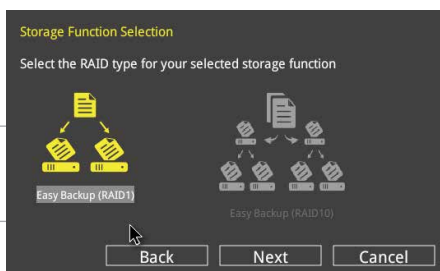 Storage Function Selection
Select the RAID type for your selected storage function
Easy Backup (RAID1)
Easy Backup (RAID10)
Back
Next
Cancel